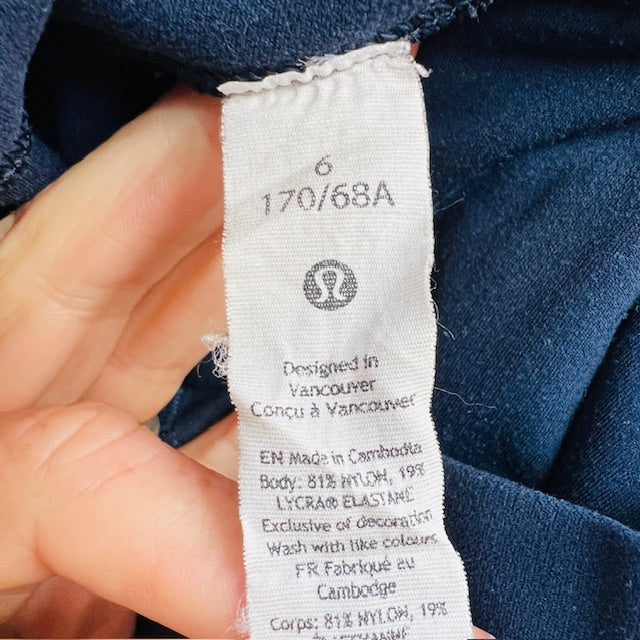 6
170/68A
Designed in
Vancouver
Conçu à Vancouver
EN Made in Cambodia
Body: 81% NYLON, 19%
LYCRA® ELASTANE
Exclusive of decoration
Wash with like colours
FR Fabriqué au
Cambodge
Corps: 81% NYLON, 19%
ÉLASTHANNE